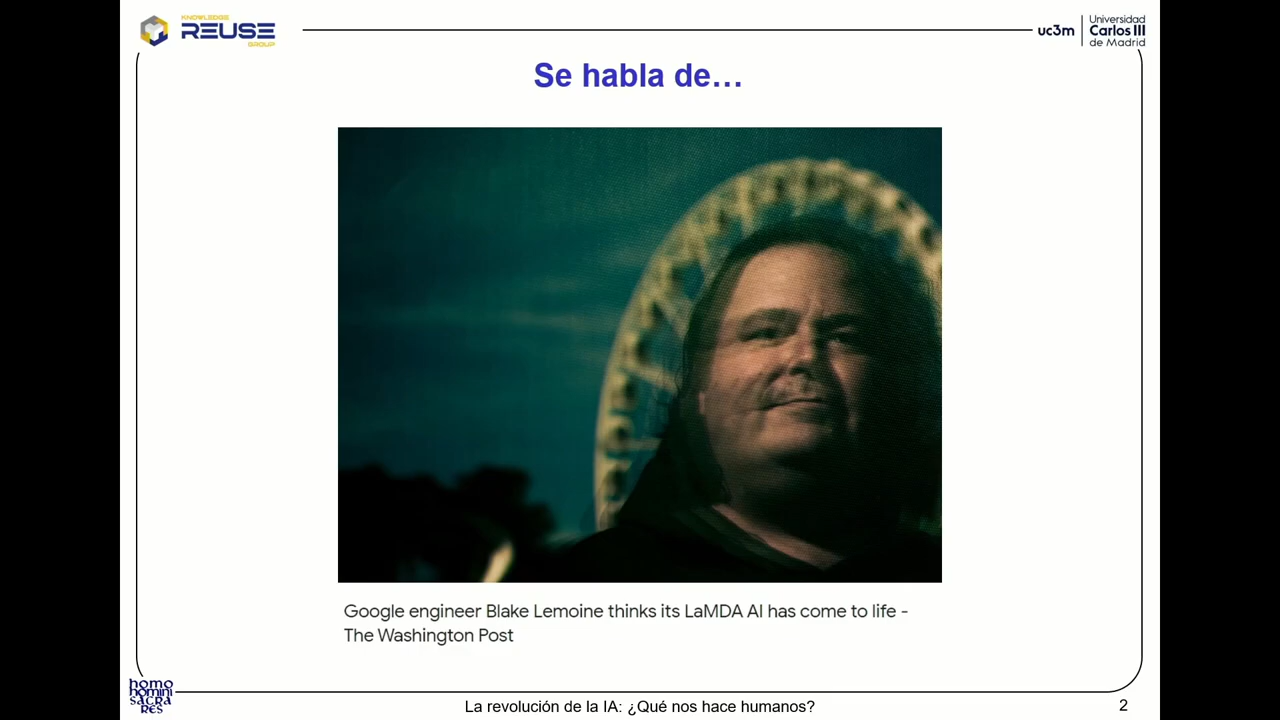 KNOWLEDGE
REUSE
GROUP
uc3m
Universidad
Carlos III
de Madrid
Se habla de...
Google engineer Blake Lemoine thinks its LaMDA AI has come to life -
The Washington Post
homo
homini
SACRA
RES
La revolución de la IA: ¿Qué nos hace humanos?
2